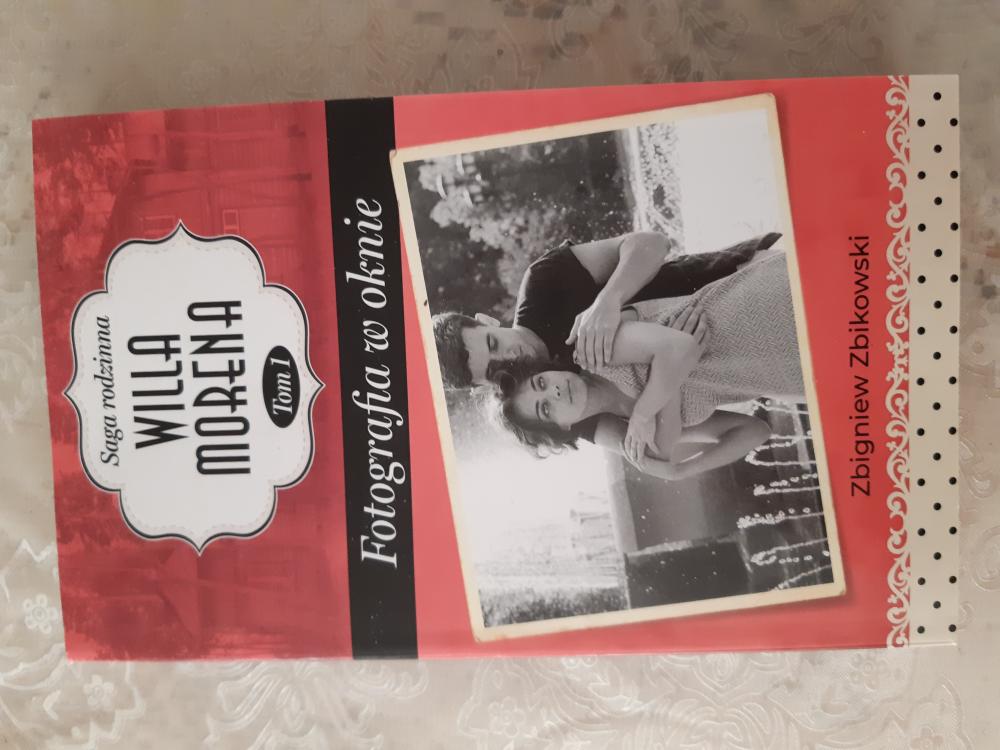 Saga rodzinna
WILLA
MORENA
Tom 1
Fotografia w oknie
Zbigniew Zbikowski